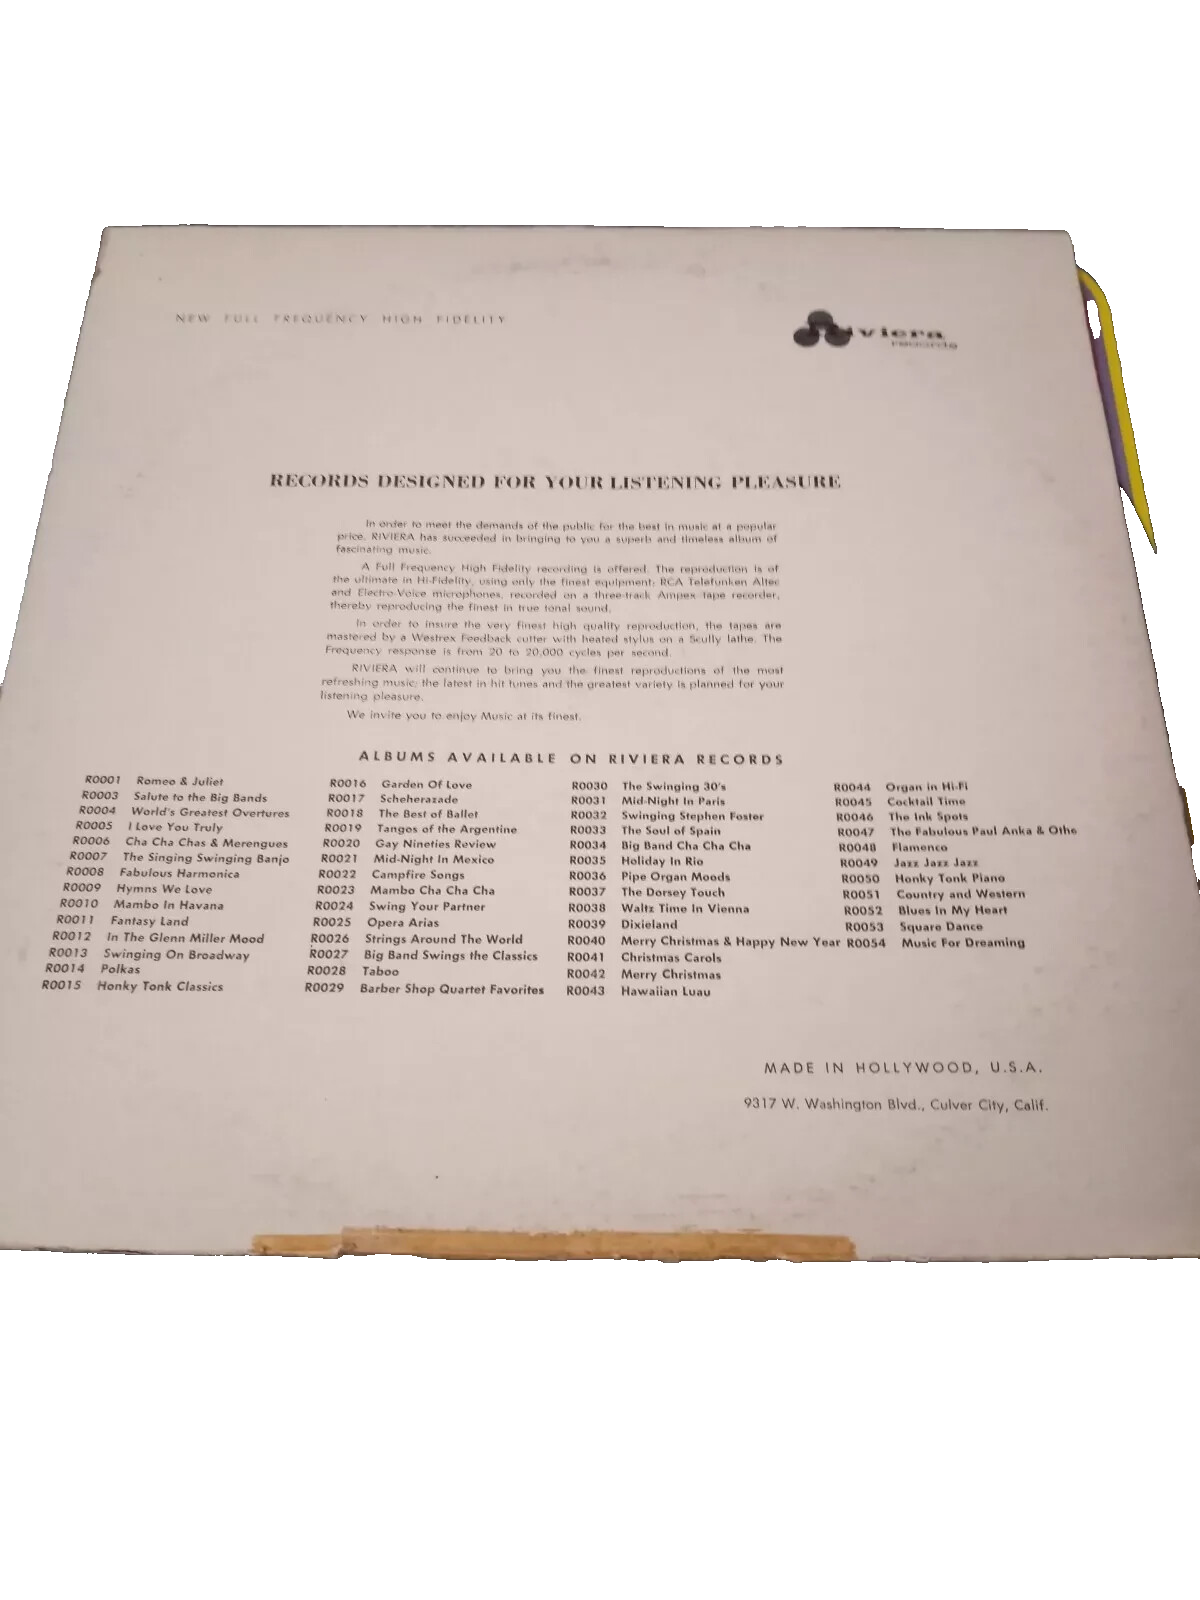 NEW FULL FREQUENCY HIGH FIDELITY
Riviera
records
RECORDS DESIGNED FOR YOUR LISTENING PLEASURE
In order to meet the demands of the public for the best in music at a popular
price, RIVIERA has succeeded in bringing to you a superb and timeless album of
fascinating music.
A Full Frequency High Fidelity recording is offered. The reproduction is of
the ultimate in Hi-Fidelity, using only the finest equipment; RCA Telefunken Altec
and Electro-Voice microphones, recorded on a three-track Ampex tape recorder,
thereby reproducing the finest in true tonal sound.
In order to insure the very finest high quality reproduction, the tapes are
mastered by a Westrex Feedback cutter with heated stylus on a Scully lathe. The
Frequency response is from 20 to 20,000 cycles per second.
RIVIERA will continue to bring you the finest reproductions of the most
refreshing music; the latest in hit tunes and the greatest variety is planned for your
listening pleasure.
We invite you to enjoy Music at its finest.
ALBUMS AVAILABLE ON RIVIERA RECORDS
R0001 Romeo & Juliet
R0003 Salute to the Big Bands
R0004 World's Greatest Overtures
R0005 I Love You Truly
R0006 Cha Cha Chas & Merengues
R0007 The Singing Swinging Banjo
R0008 Fabulous Harmonica
R0009 Hymns We Love
R0010 Mambo In Havana
R0011 Fantasy Land
R0012 In The Glenn Miller Mood
R0013 Swinging On Broadway
R0014 Polkas
R0015 Honky Tonk Classics
R0016 Garden Of Love
R0017 Scheherazade
R0018 The Best of Ballet
R0019 Tangos of the Argentine
R0020 Gay Nineties Review
R0021 Mid-Night In Mexico
R0022 Campfire Songs
R0023 Mambo Cha Cha Cha
R0024 Swing Your Partner
R0025 Opera Arias
R0026 Strings Around The World
R0027 Big Band Swings the Classics
R0028 Taboo
R0029 Barber Shop Quartet Favorites
R0030 The Swinging 30's
R0031 Mid-Night In Paris
R0032 Swinging Stephen Foster
R0033 The Soul of Spain
R0034 Big Band Cha Cha Cha
R0035 Holiday In Rio
R0036 Pipe Organ Moods
R0037 The Dorsey Touch
R0038 Waltz Time In Vienna
R0039 Dixieland
R0040 Merry Christmas & Happy New Year
R0041 Christmas Carols
R0042 Merry Christmas
R0043 Hawaiian Luau
R0044 Organ in Hi-Fi
R0045 Cocktail Time
R0046 The Ink Spots
R0047 The Fabulous Paul Anka & Othe
R0048 Flamenco
R0049 Jazz Jazz Jazz
R0050 Honky Tonk Piano
R0051 Country and Western
R0052 Blues In My Heart
R0053 Square Dance
R0054 Music For Dreaming
MADE IN HOLLYWOOD, U.S.A.
9317 W. Washington Blvd., Culver City, Calif.